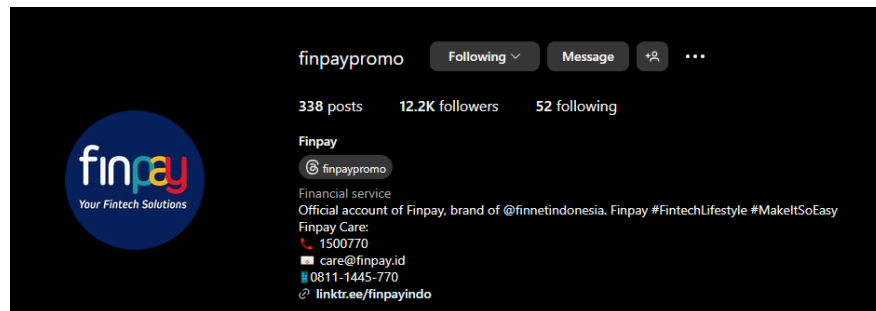 finpaypromo Following Message
338 posts 12.2K followers 52 following
Finpay
finpaypromo
finpay
Your Fintech Solutions
Financial service
Official account of Finpay, brand of @finnetindonesia. Finpay #FintechLifestyle #MakeItSoEasy
Finpay Care:
1500770
care@finpay.id
0811-1445-770
linktr.ee/finpayindo